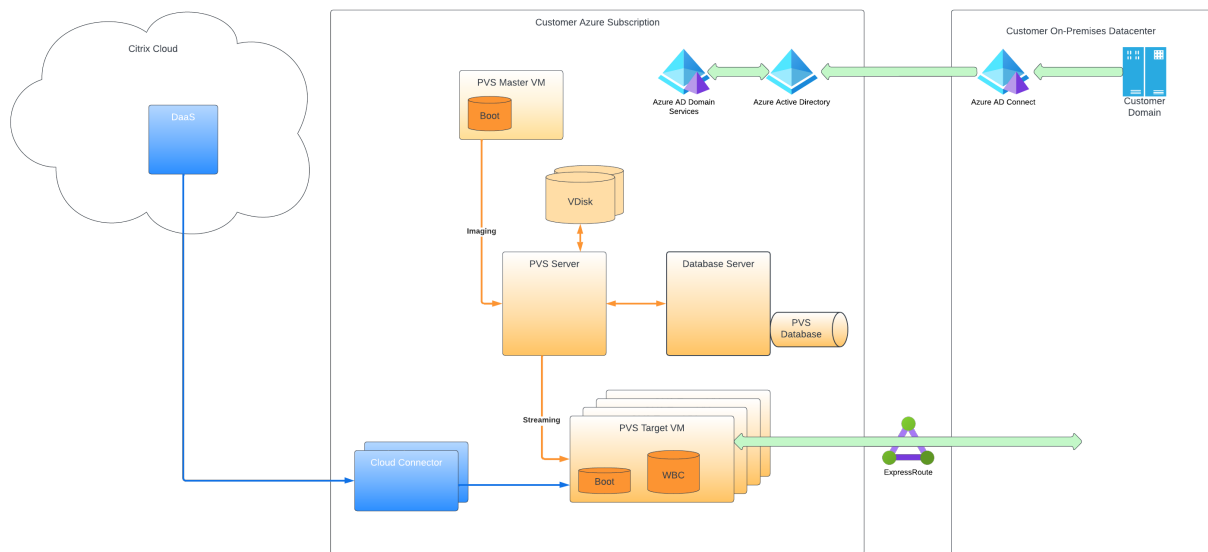 Customer Azure Subscription
Customer On-Premises Datacenter
Citrix Cloud
PVS Master VM
Boot
Azure AD Domain
Services
Azure Active Directory
Azure AD Connect
Customer
Domain
DaaS
VDisk
Imaging
PVS Server
Database Server
PVS
Database
Streaming
PVS Target VM
Cloud Connector
Boot
WBC
ExpressRoute